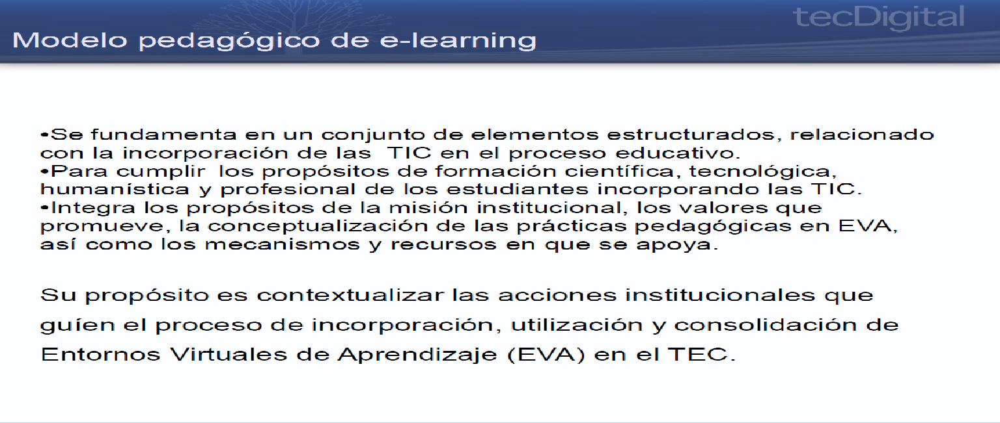 tecDigital
Modelo pedagógico de e-learning
•Se fundamenta en un conjunto de elementos estructurados, relacionado
con la incorporación de las  TIC en el proceso educativo.
•Para cumplir  los propósitos de formación científica, tecnológica,
humanística y profesional de los estudiantes incorporando las TIC.
•Integra los propósitos de la misión institucional, los valores que
promueve, la conceptualización de las prácticas pedagógicas en EVA,
así como los mecanismos y recursos en que se apoya.
Su propósito es contextualizar las acciones institucionales que
guíen el proceso de incorporación, utilización y consolidación de
Entornos Virtuales de Aprendizaje (EVA) en el TEC.